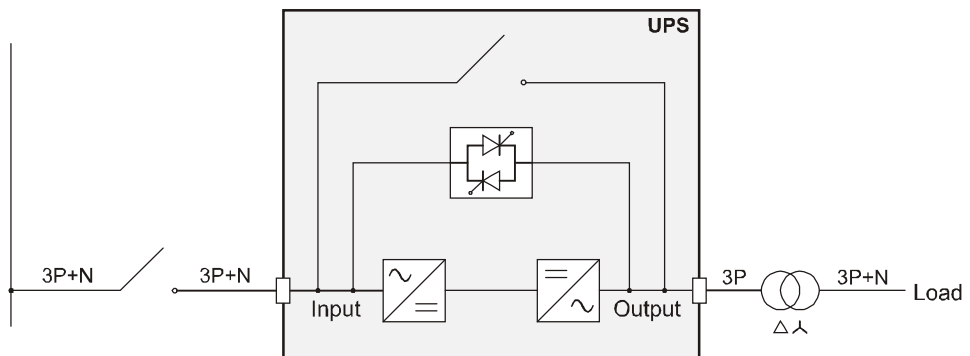 UPS
3P+N
3P+N
Input
Output
3P
3P+N
Load